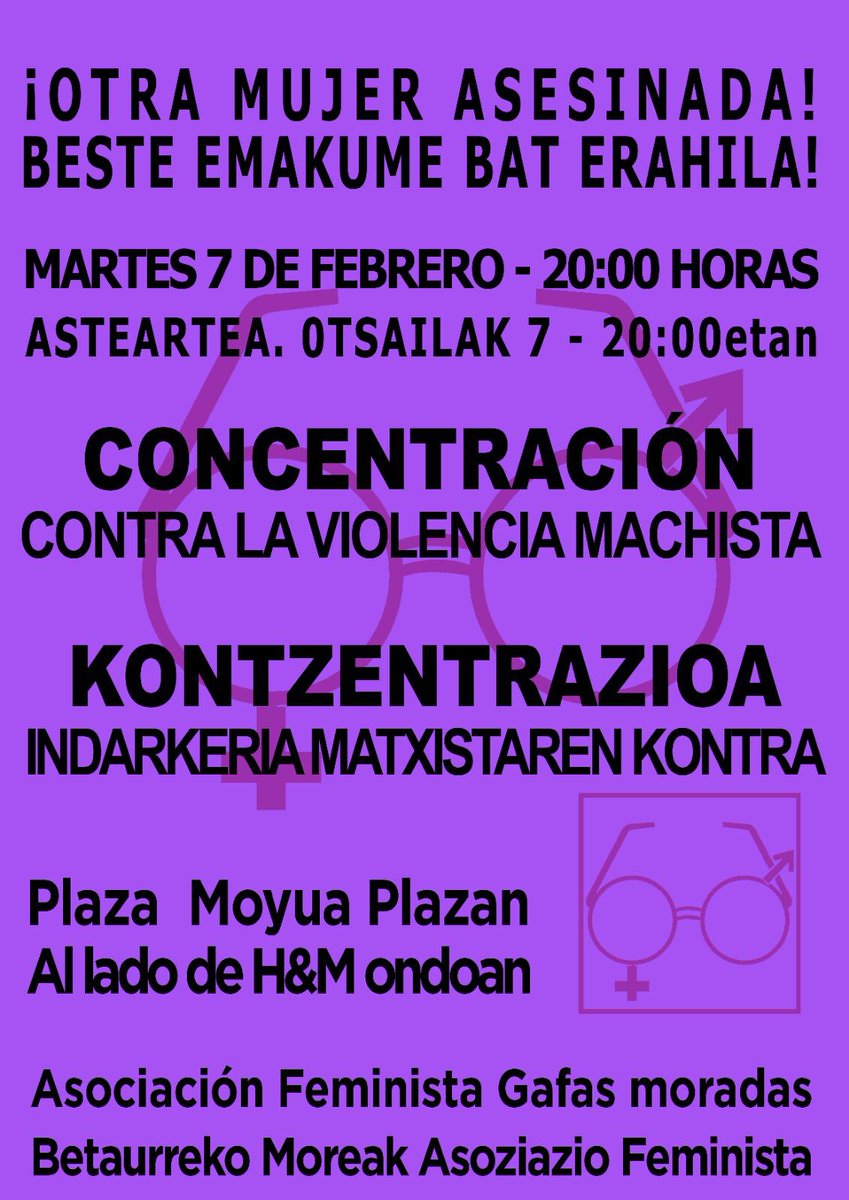 ¡OTRA MUJER ASESINADA!
BESTE EMAKUME BAT ERAHILA!
MARTES 7 DE FEBRERO - 20:00 HORAS
ASTEARTEA. 0TSAILAK 7 - 20:00etan
CONCENTRACIÓN
CONTRA LA VIOLENCIA MACHISTA
KONTZENTRAZIOA
INDARKERIA MATXISTAREN KONTRA
Plaza Moyua Plazan
Al lado de H&M ondoan
Asociación Feminista Gafas moradas
Betaurreko Moreak Asoziazio Feminista